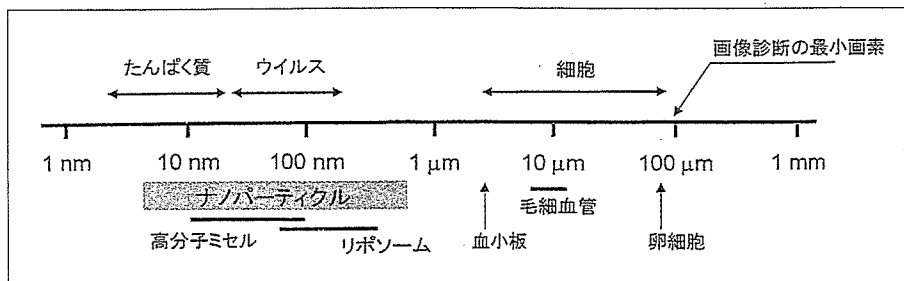 画像診断の最小画素
たんぱく質 ウイルス 細胞
1 nm 10 nm 100 nm 1 μm 10 μm 100 μm 1 mm
ナノパーティクル
毛細血管
高分子ミセル リポソーム 血小板 卵細胞